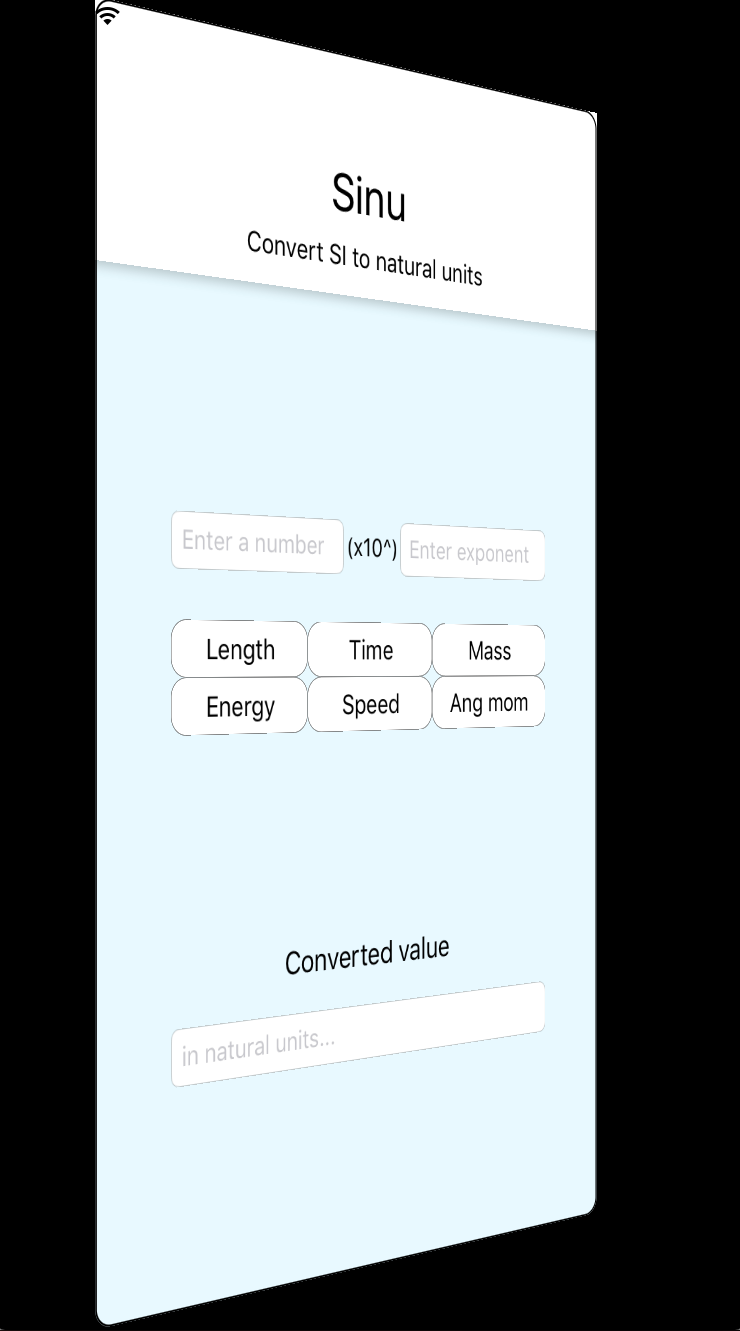 Sinu
Convert SI to natural units
Enter a number (x10^) Enter exponent
Length Time Mass
Energy Speed Ang mom
Converted value
in natural units...